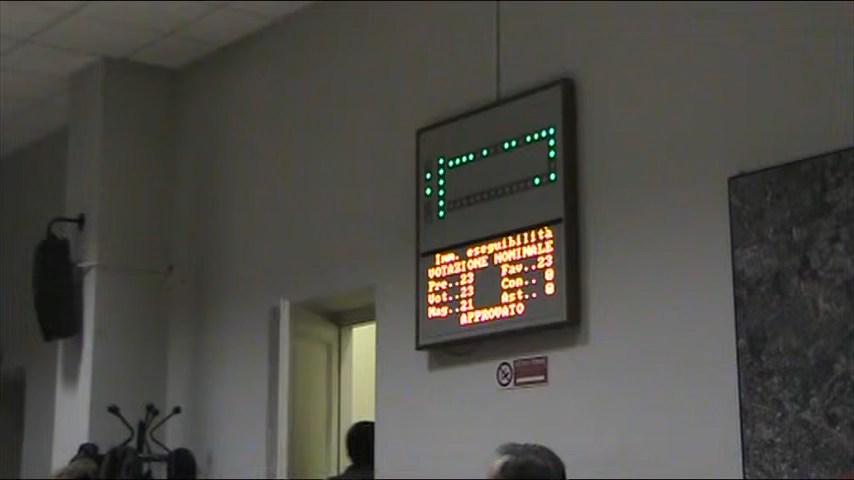 Imm. eseguibilità
VOTAZIONE NOMINALE
Pre..23 Fav..23
Vot..23 Con.. 0
Mag..21 Ast.. 0
APPROVATO